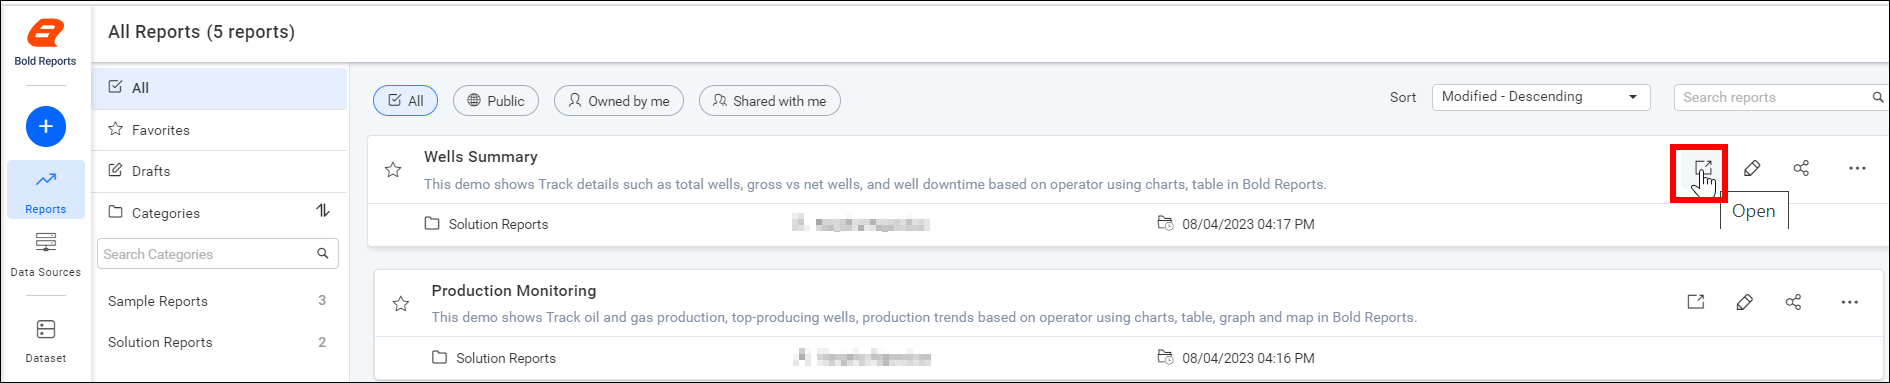 Bold Reports
Reports
Data Sources
Dataset
All Reports (5 reports)
All
Favorites
Drafts
Categories
Search Categories
Sample Reports 3
Solution Reports 2
All Public Owned by me Shared with me
Sort Modified - Descending Search reports
Wells Summary
This demo shows Track details such as total wells, gross vs net wells, and well downtime based on operator using charts, table in Bold Reports.
Open
Solution Reports 08/04/2023 04:17 PM
Production Monitoring
This demo shows Track oil and gas production, top-producing wells, production trends based on operator using charts, table, graph and map in Bold Reports.
Solution Reports 08/04/2023 04:16 PM